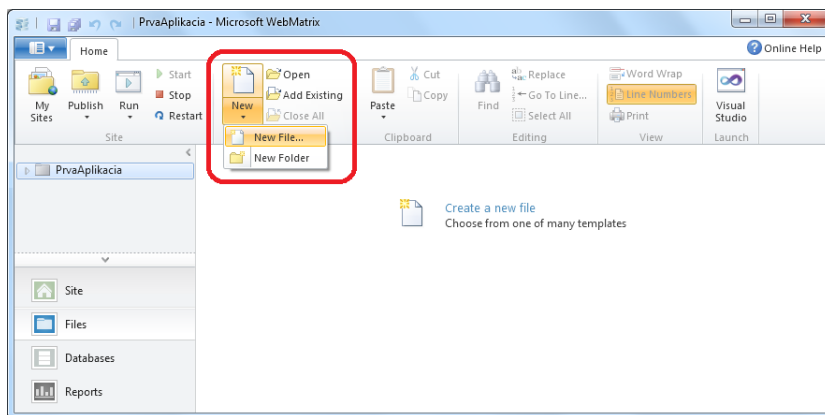 PrvaAplikacia - Microsoft WebMatrix
Home
Online Help
My Sites
Publish
Run
Start
Stop
Restart
Site
New
Open
Add Existing
Close All
New File...
New Folder
Paste
Cut
Copy
Clipboard
Find
Replace
Go To Line...
Select All
Editing
Word Wrap
Line Numbers
Print
View
Visual Studio
Launch
PrvaAplikacia
Create a new file
Choose from one of many templates
Site
Files
Databases
Reports